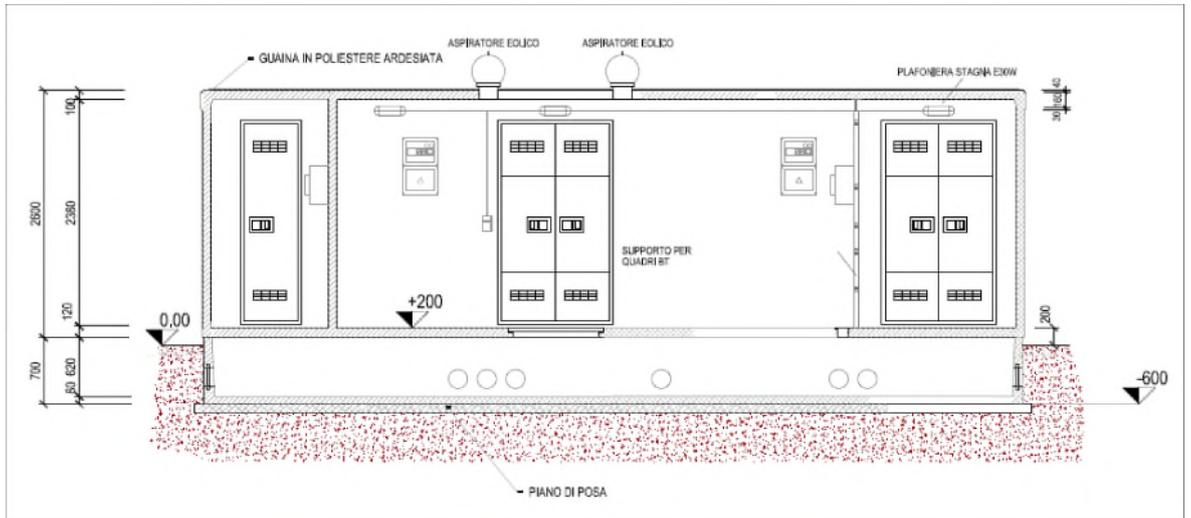 ASPIRATORE EOLICO
ASPIRATORE EOLICO
GUAINA IN POLIESTERE ARDESIATA
PLAFONIERA STAGNA E30W
40
160
30
100
2600
2380
SUPPORTO PER
QUADRI BT
+200
120
200
0,00
700
620
60
-600
PIANO DI POSA